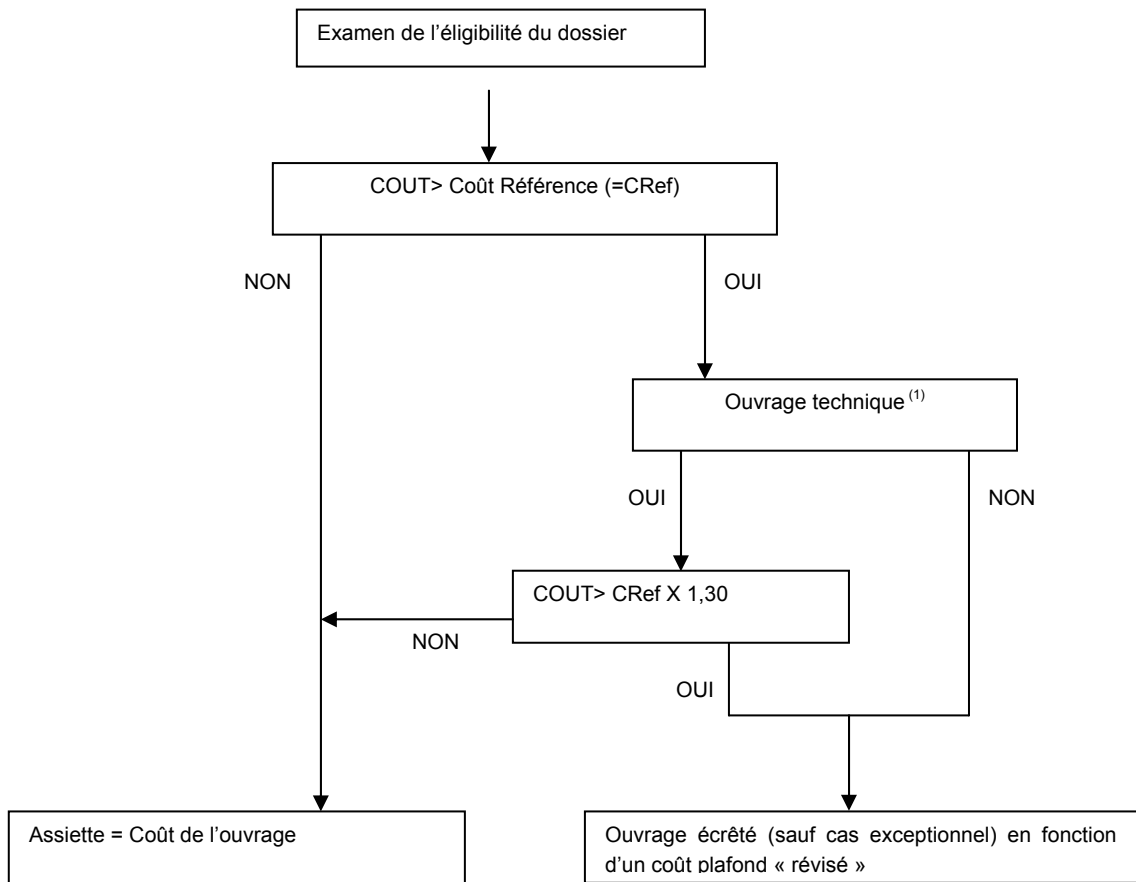 Examen de l’éligibilité du dossier
COUT> Coût Référence (=CRef)
NON
OUI
Ouvrage technique (1)
OUI
NON
COUT> CRef X 1,30
NON
OUI
Assiette = Coût de l’ouvrage
Ouvrage écrêté (sauf cas exceptionnel) en fonction
d’un coût plafond « révisé »